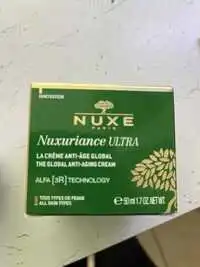 INNOVATION
NUXE
PARIS
Nuxuriance ULTRA
LA CRÈME ANTI-ÂGE GLOBAL
THE GLOBAL ANTI-AGING CREAM
ALFA [3R] TECHNOLOGY
TOUS TYPES DE PEAUX
ALL SKIN TYPES
℮ 50 ml 1.7 OZ. NET WT.